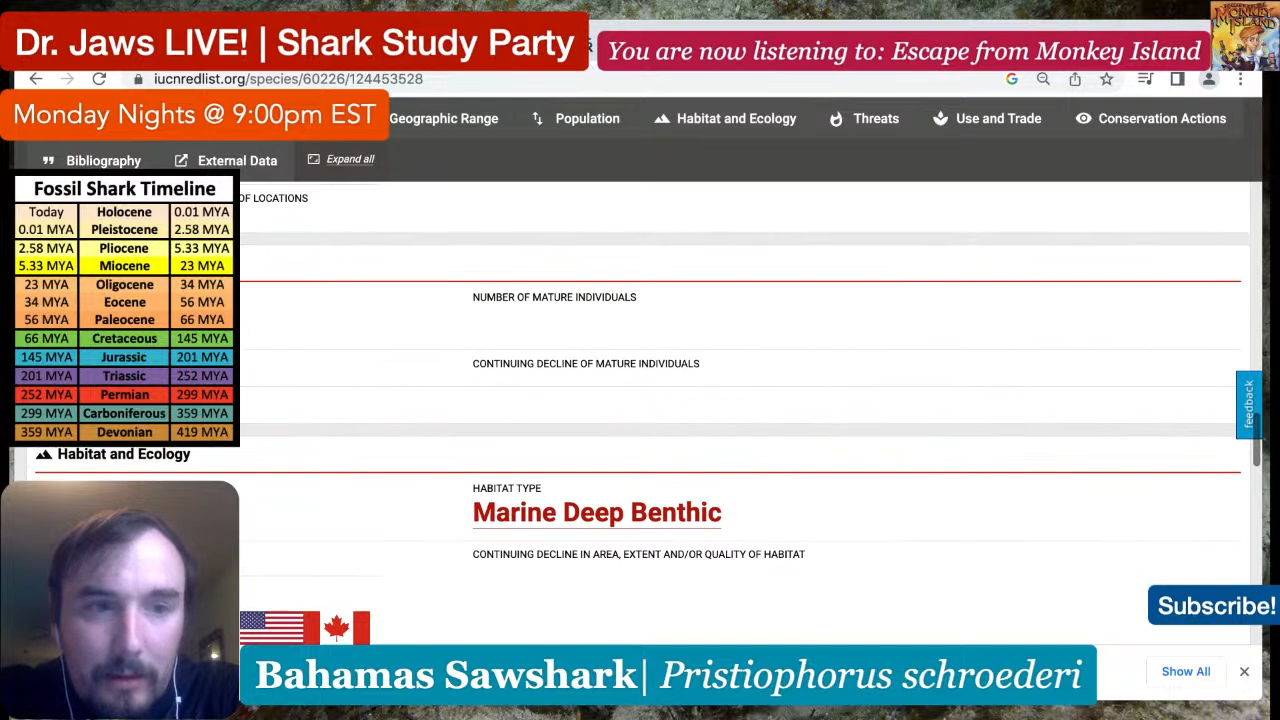 Dr. Jaws LIVE! | Shark Study Party
You are now listening to: Escape from Monkey Island
MONKEY
ISLAND
iucnredlist.org/species/60226/124453528
Monday Nights @ 9:00pm EST
Geographic Range
Population
Habitat and Ecology
Threats
Use and Trade
Conservation Actions
Bibliography
External Data
Expand all
Fossil Shark Timeline
Today Holocene 0.01 MYA
0.01 MYA Pleistocene 2.58 MYA
2.58 MYA Pliocene 5.33 MYA
5.33 MYA Miocene 23 MYA
23 MYA Oligocene 34 MYA
34 MYA Eocene 56 MYA
56 MYA Paleocene 66 MYA
66 MYA Cretaceous 145 MYA
145 MYA Jurassic 201 MYA
201 MYA Triassic 252 MYA
252 MYA Permian 299 MYA
299 MYA Carboniferous 359 MYA
359 MYA Devonian 419 MYA
OF LOCATIONS
NUMBER OF MATURE INDIVIDUALS
CONTINUING DECLINE OF MATURE INDIVIDUALS
feedback
Habitat and Ecology
HABITAT TYPE
Marine Deep Benthic
CONTINUING DECLINE IN AREA, EXTENT AND/OR QUALITY OF HABITAT
Subscribe!
Bahamas Sawshark| Pristiophorus schroederi
Show All